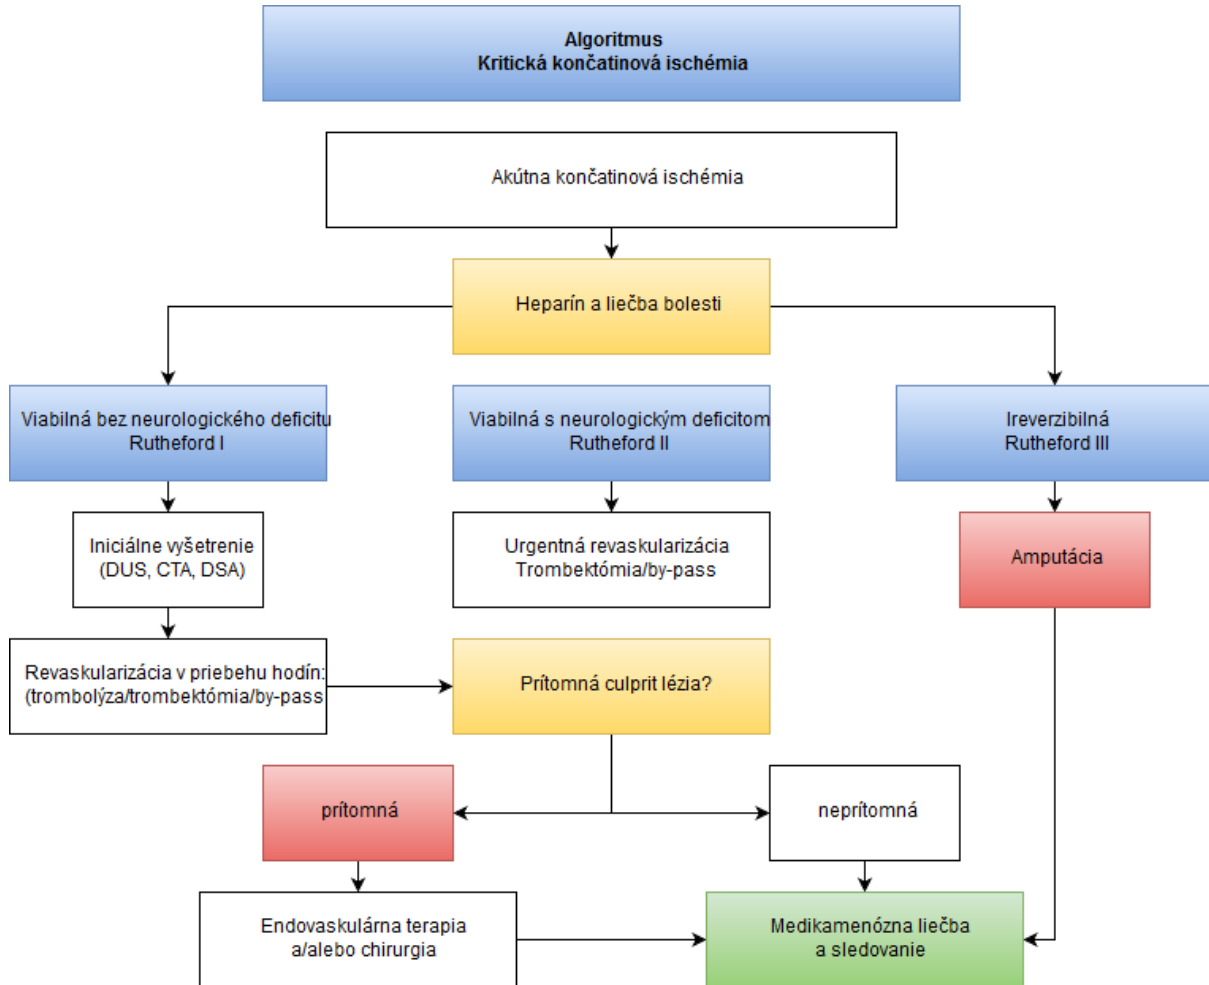 Algoritmus
Kritická končatinová ischémia
Akútna končatinová ischémia
Heparín a liečba bolesti
Viabilná bez neurologického deficitu
Rutheford I
Viabilná s neurologickým deficitom
Rutheford II
Ireverzibilná
Rutheford III
Iniciálne vyšetrenie
(DUS, CTA, DSA)
Urgentná revaskularizácia
Trombektómia/by-pass
Amputácia
Revaskularizácia v priebehu hodín:
(trombolýza/trombektómia/by-pass
Prítomná culprit lézia?
prítomná
neprítomná
Endovaskulárna terapia
a/alebo chirurgia
Medikamenózna liečba
a sledovanie